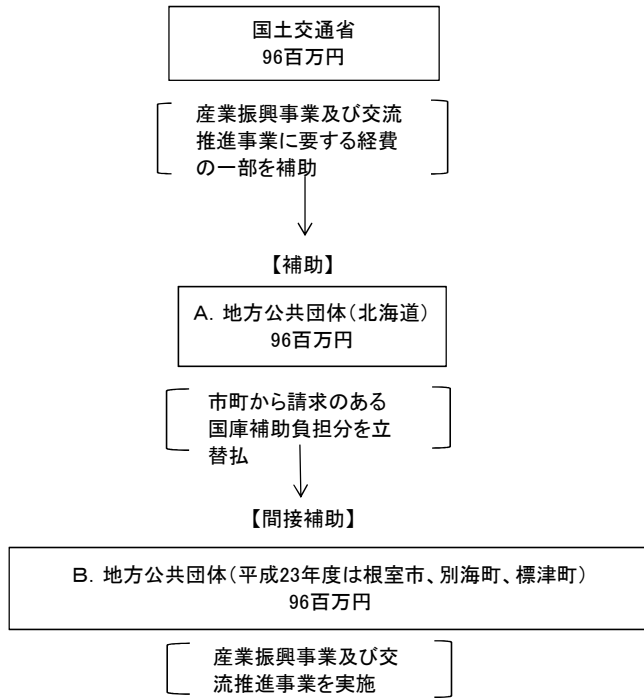 国土交通省
96百万円
産業振興事業及び交流
推進事業に要する経費
の一部を補助
【補助】
A．地方公共団体（北海道）
96百万円
市町から請求のある
国庫補助負担分を立
替払
【間接補助】
B．地方公共団体（平成23年度は根室市、別海町、標津町）
96百万円
産業振興事業及び交
流推進事業を実施